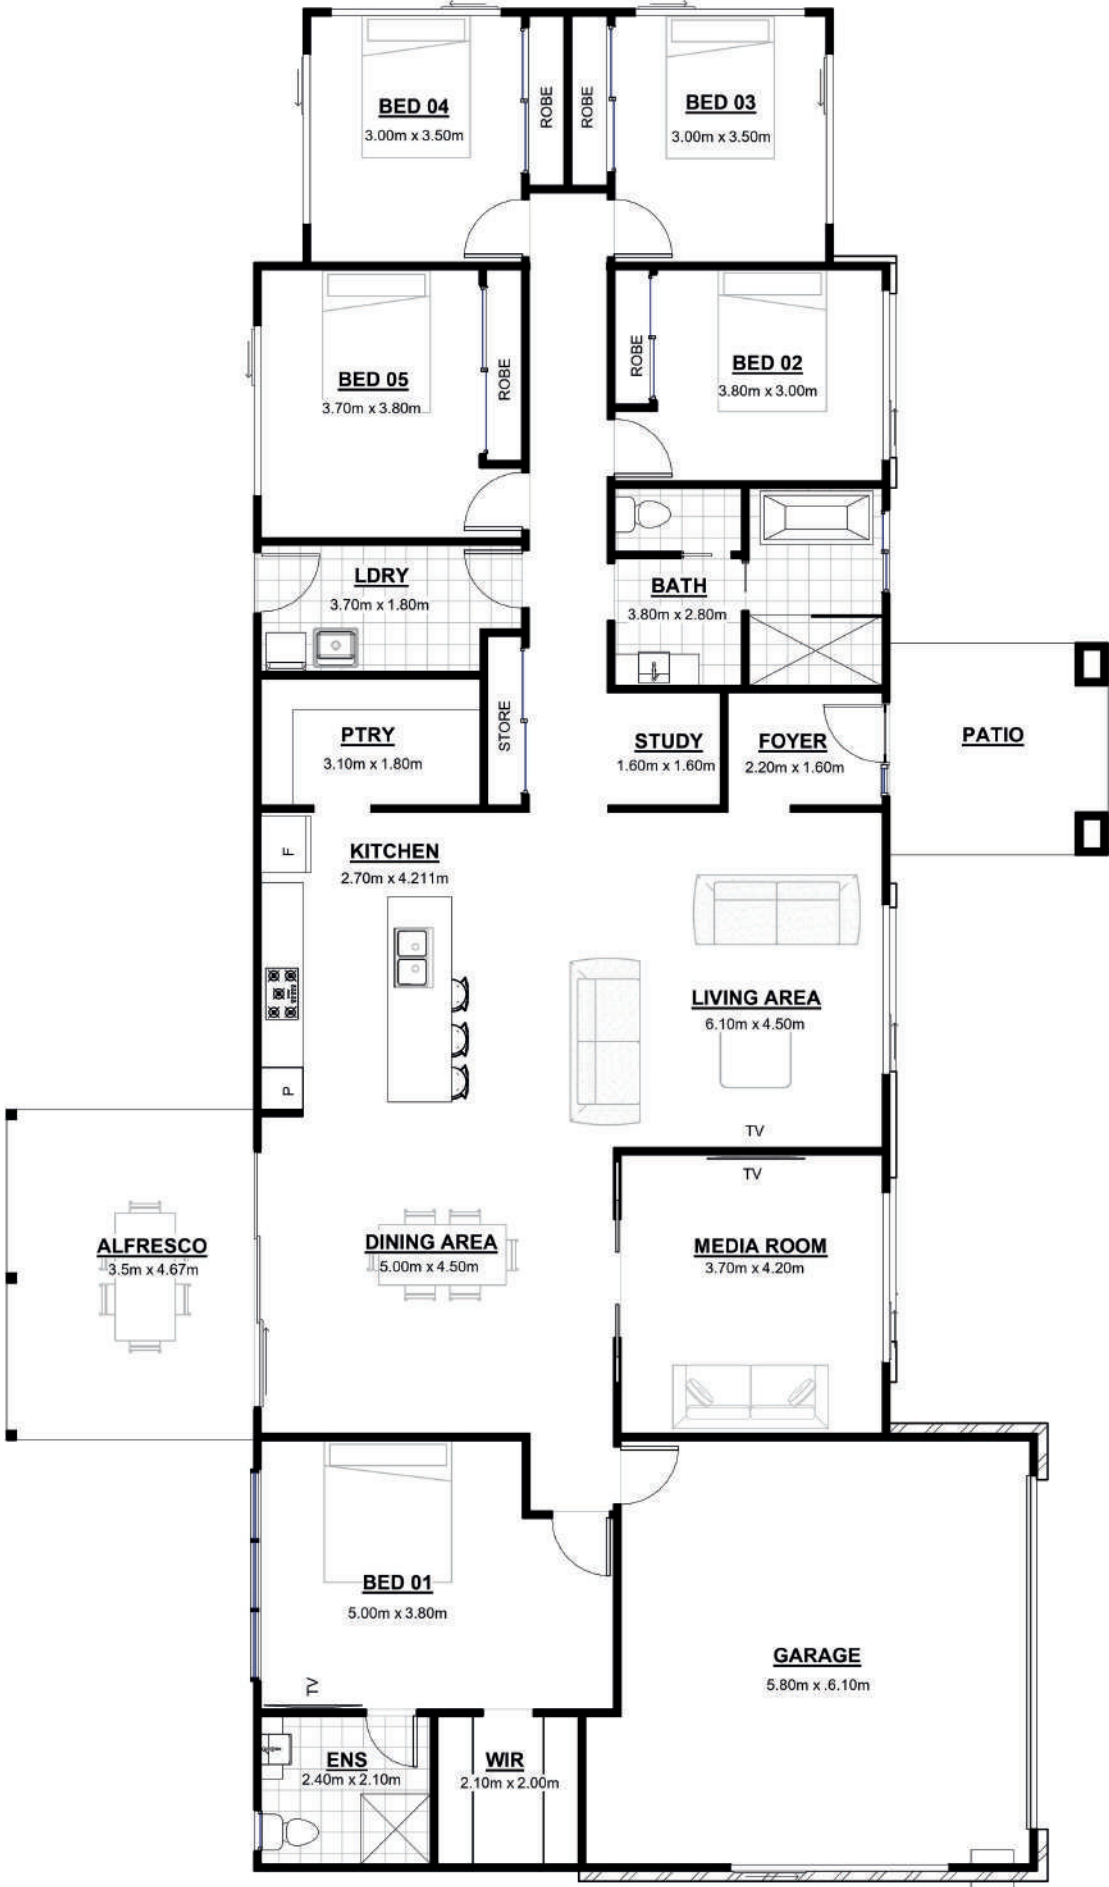 BED 04
3.00m x 3.50m
ROBE
ROBE
BED 03
3.00m x 3.50m
BED 05
3.70m x 3.80m
ROBE
ROBE
BED 02
3.80m x 3.00m
LDRY
3.70m x 1.80m
BATH
3.80m x 2.80m
PTRY
3.10m x 1.80m
STORE
STUDY
1.60m x 1.60m
FOYER
2.20m x 1.60m
PATIO
F
KITCHEN
2.70m x 4.211m
P
LIVING AREA
6.10m x 4.50m
TV
TV
ALFRESCO
3.5m x 4.67m
DINING AREA
5.00m x 4.50m
MEDIA ROOM
3.70m x 4.20m
BED 01
5.00m x 3.80m
TV
GARAGE
5.80m x .6.10m
ENS
2.40m x 2.10m
WIR
2.10m x 2.00m